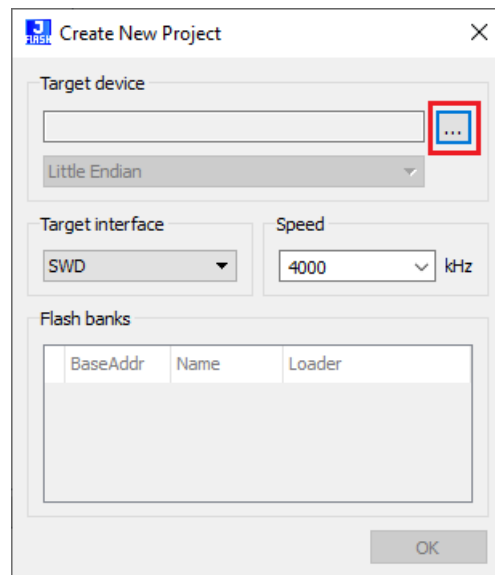 J
FLASH
Create New Project
Target device
...
Little Endian
Target interface
Speed
SWD
4000
kHz
Flash banks
BaseAddr
Name
Loader
OK